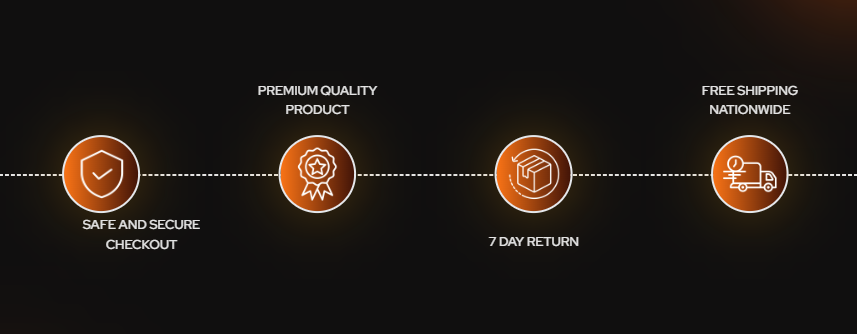 PREMIUM QUALITY
PRODUCT
FREE SHIPPING
NATIONWIDE
SAFE AND SECURE
CHECKOUT
7 DAY RETURN